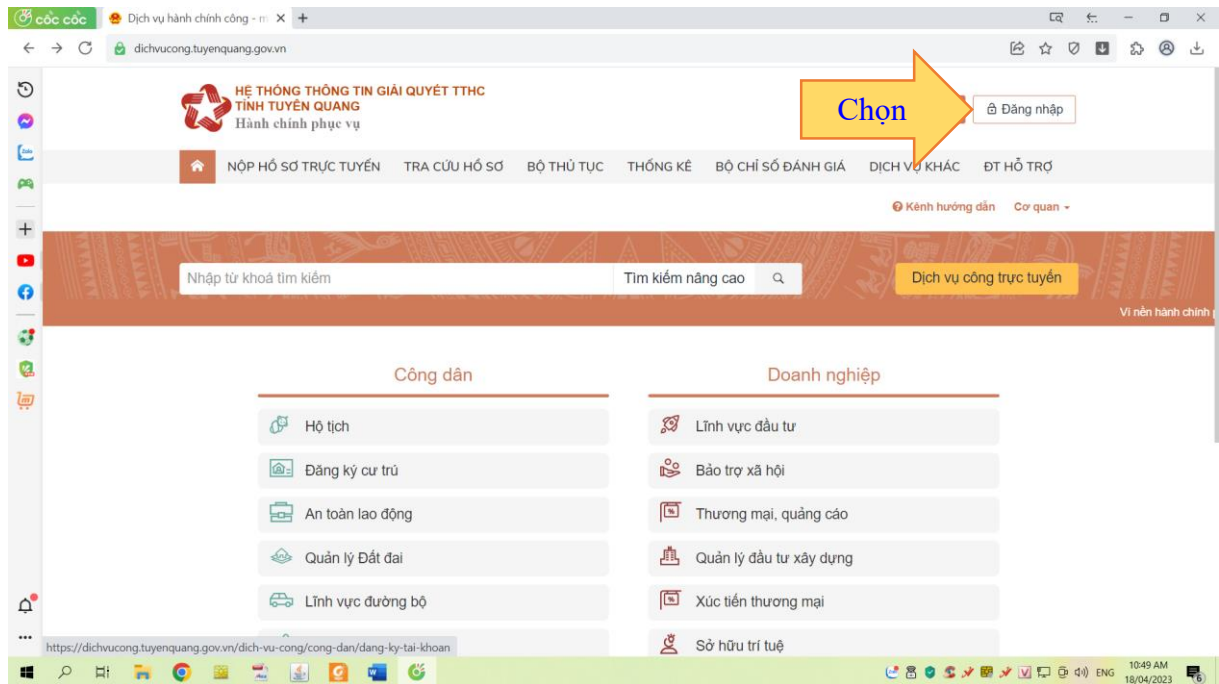 cốc cốc
Dịch vụ hành chính công - m
dichvucong.tuyenquang.gov.vn
HỆ THỐNG THÔNG TIN GIẢI QUYẾT TTHC
TỈNH TUYÊN QUANG
Hành chính phục vụ
Chọn
Đăng nhập
NỘP HỒ SƠ TRỰC TUYẾN TRA CỨU HỒ SƠ BỘ THỦ TỤC THỐNG KÊ BỘ CHỈ SỐ ĐÁNH GIÁ DỊCH VỤ KHÁC ĐT HỖ TRỢ
Kênh hướng dẫn Cơ quan
Nhập từ khoá tìm kiếm Tìm kiếm nâng cao Dịch vụ công trực tuyến
Vì nền hành chính
Công dân Doanh nghiệp
Hộ tịch Lĩnh vực đầu tư
Đăng ký cư trú Bảo trợ xã hội
An toàn lao động Thương mại, quảng cáo
Quản lý Đất đai Quản lý đầu tư xây dựng
Lĩnh vực đường bộ Xúc tiến thương mại
Sở hữu trí tuệ
https://dichvucong.tuyenquang.gov.vn/dich-vu-cong/cong-dan/dang-ky-tai-khoan
ENG 10:49 AM
18/04/2023
6